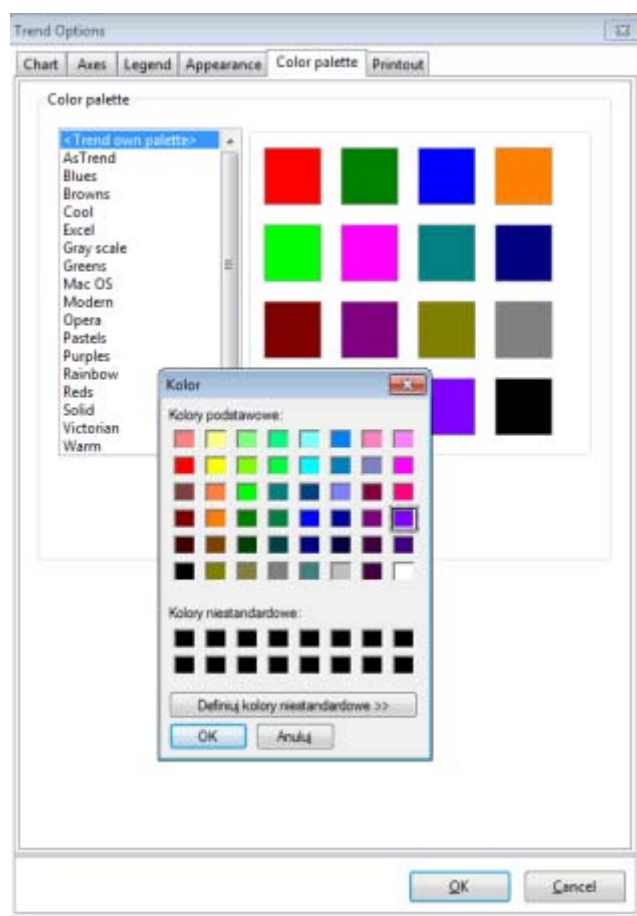 Trend Options
Chart Axes Legend Appearance Color palette Printout
Color palette
<Trend own palette>
AsTrend
Blues
Browns
Cool
Excel
Gray scale
Greens
Mac OS
Modern
Opera
Pastels
Purples
Rainbow
Reds
Solid
Victorian
Warm
Kolor
Kolory podstawowe:
Kolory niestandardowe:
Definiuj kolory niestandardowe >>
OK Anuluj
OK Cancel